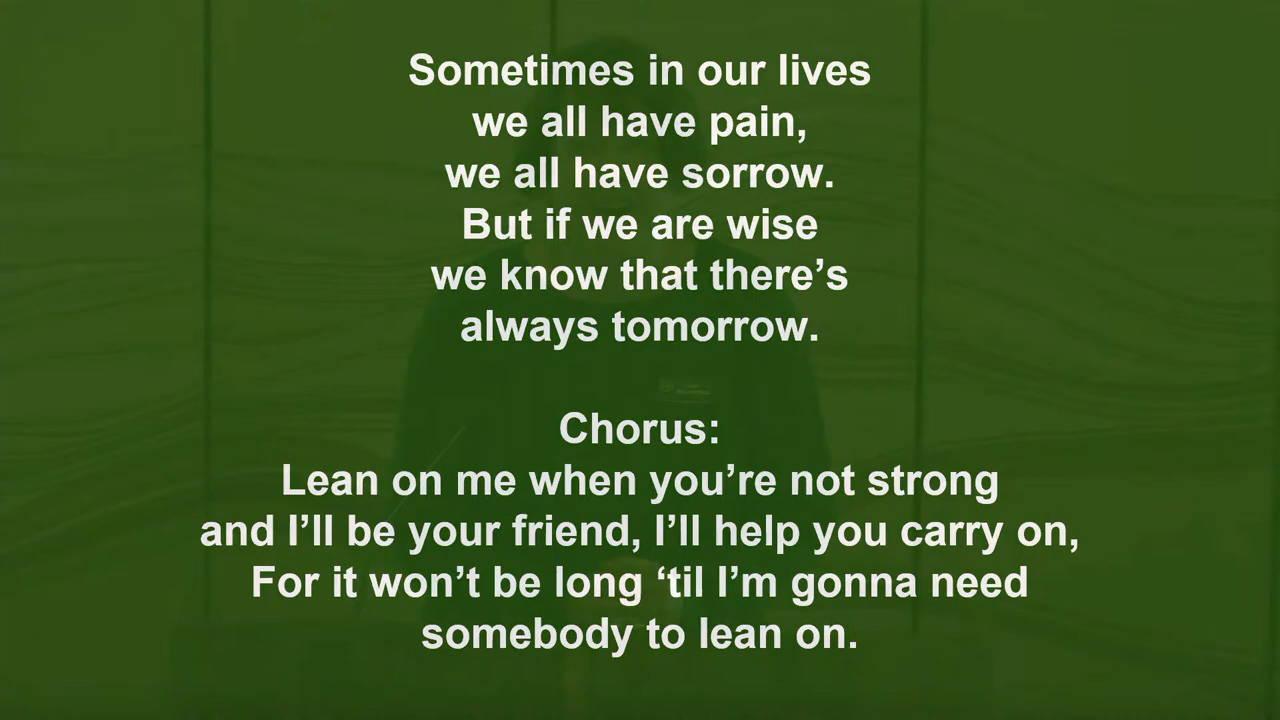 Sometimes in our lives
we all have pain,
we all have sorrow.
But if we are wise
we know that there’s
always tomorrow.
Chorus:
Lean on me when you’re not strong
and I’ll be your friend, I’ll help you carry on,
For it won’t be long ‘til I’m gonna need
somebody to lean on.